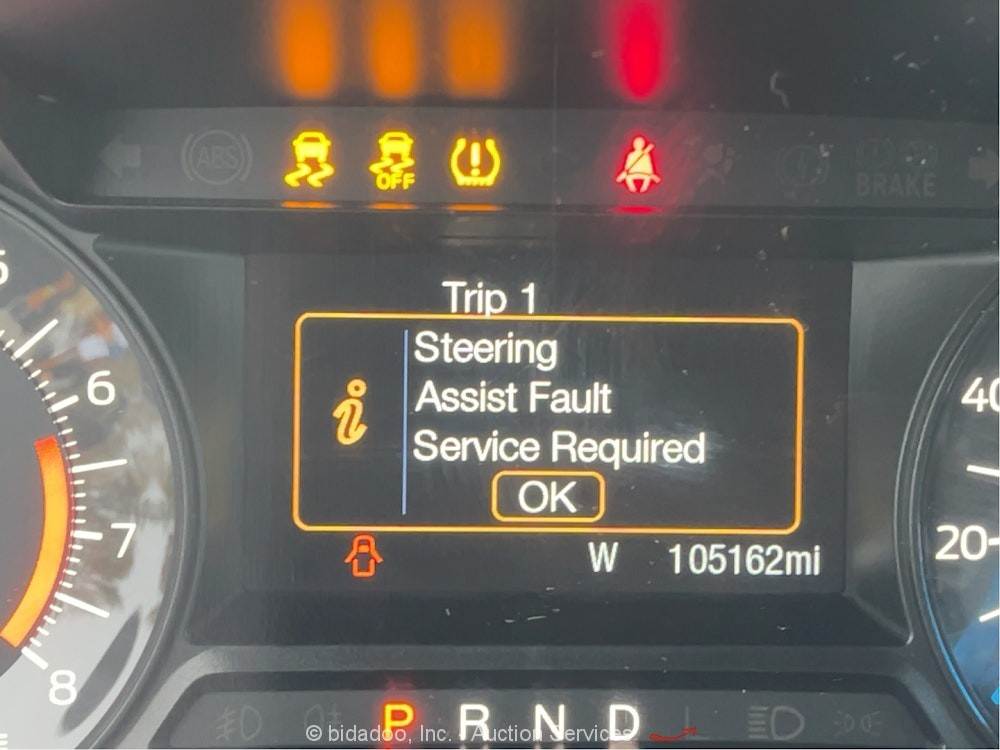 ABS OFF BRAKE
5
Trip 1
Steering
6
Assist Fault
40
Service Required
OK
7
20
W 105162mi
8
P R N D L
© bidadoo, Inc. - Auction Services